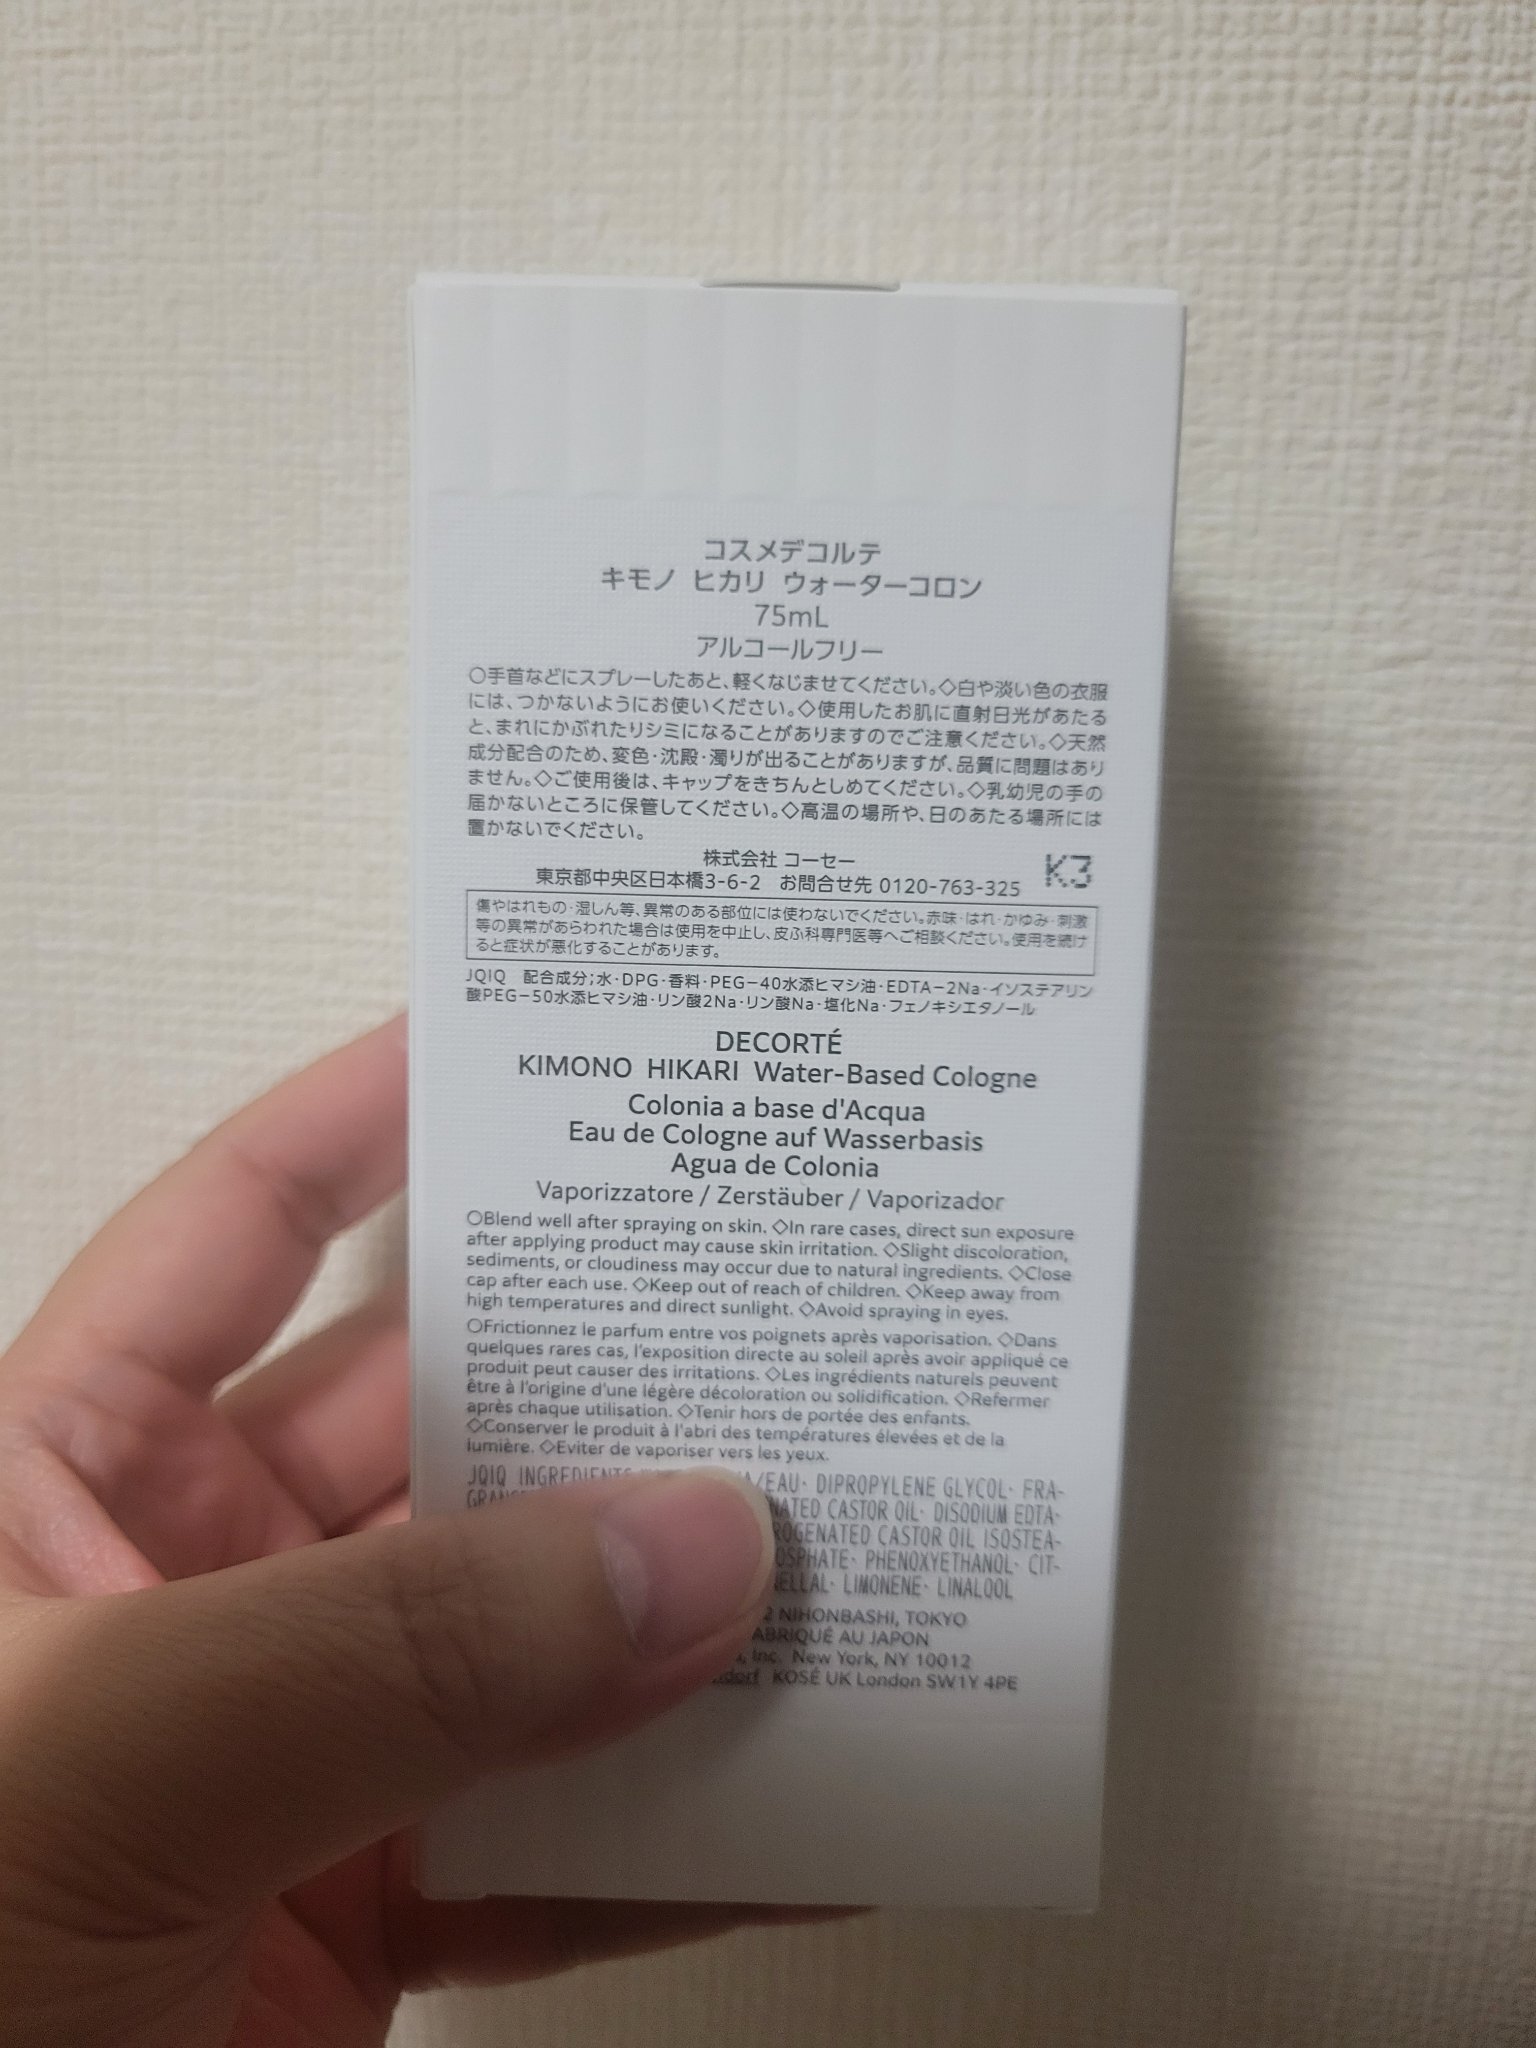 コスメデコルテ
キモノ ヒカリ ウォーターコロン
75mL
アルコールフリー
○手首などにスプレーしたあと、軽くなじませてください。◇白や淡い色の衣服
には、つかないようにお使いください。◇使用したお肌に直射日光があたる
と、まれにかぶれたりシミになることがありますのでご注意ください。◇天然
成分配合のため、変色・沈殿・濁りが出ることがありますが、品質に問題はあり
ません。◇ご使用後は、キャップをきちんとしめてください。◇乳幼児の手の
届かないところに保管してください。◇高温の場所や、日のあたる場所には
置かないでください。
株式会社 コーセー
東京都中央区日本橋3-6-2 お問合せ先 0120-763-325
K3
傷やはれもの・湿しん等、異常のある部位には使わないでください。赤味・はれ・かゆみ・刺激
等の異常があらわれた場合は使用を中止し、皮ふ科専門医等へご相談ください。使用を続け
ると症状が悪化することがあります。
JQIQ 配合成分；水・DPG・香料・PEG−40水添ヒマシ油・EDTA−2Na・イソステアリン
酸PEG−50水添ヒマシ油・リン酸2Na・リン酸Na・塩化Na・フェノキシエタノール
DECORTÉ
KIMONO HIKARI Water-Based Cologne
Colonia a base d'Acqua
Eau de Cologne auf Wasserbasis
Agua de Colonia
Vaporizzatore / Zerstäuber / Vaporizador
○Blend well after spraying on skin. ◇In rare cases, direct sun exposure
after applying product may cause skin irritation. ◇Slight discoloration,
sediments, or cloudiness may occur due to natural ingredients. ◇Close
cap after each use. ◇Keep out of reach of children. ◇Keep away from
high temperatures and direct sunlight. ◇Avoid spraying in eyes.
○Frictionnez le parfum entre vos poignets après vaporisation. ◇Dans
quelques rares cas, l'exposition directe au soleil après avoir appliqué ce
produit peut causer des irritations. ◇Les ingrédients naturels peuvent
être à l'origine d'une légère décoloration ou solidification. ◇Refermer
après chaque utilisation. ◇Tenir hors de portée des enfants.
◇Conserver le produit à l'abri des températures élevées et de la
lumière. ◇Eviter de vaporiser vers les yeux.
JQIQ INGREDIENTS /EAU· DIPROPYLENE GLYCOL· FRA-
CASTOR OIL· DISODIUM EDTA·
CASTOR OIL ISOSTEA-
PHENOXYETHANOL· CIT-
LIMONENE· LINALOOL
2 NIHONBASHI, TOKYO
AU JAPON
Inc. New York, NY 10012
KOSÉ UK London SW1Y 4PE